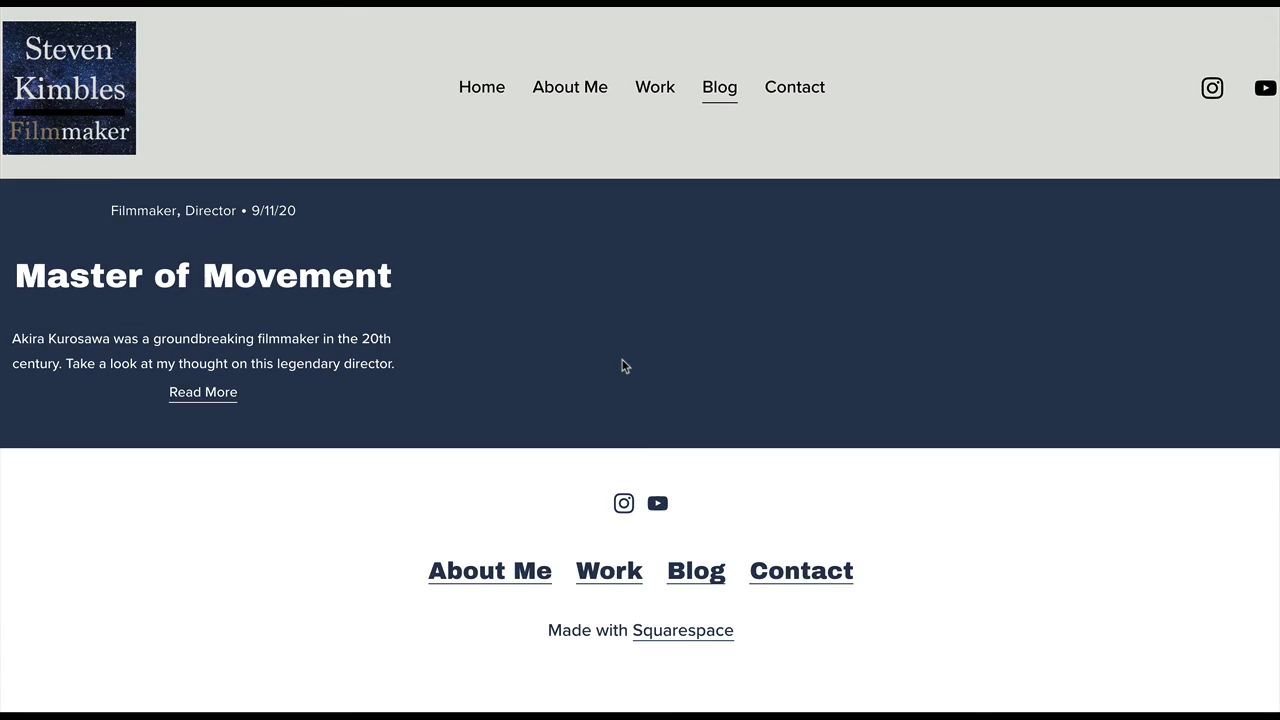 Steven
Kimbles
Filmmaker
Home About Me Work Blog Contact
Filmmaker, Director • 9/11/20
Master of Movement
Akira Kurosawa was a groundbreaking filmmaker in the 20th
century. Take a look at my thought on this legendary director.
Read More
About Me Work Blog Contact
Made with Squarespace